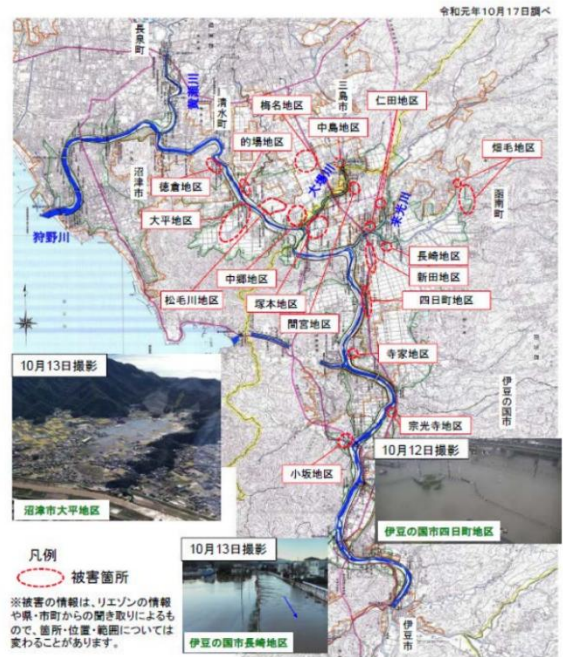 令和元年10月17日調べ
長泉町
黄瀬川
清水町
梅名地区
三島市
仁田地区
中島地区
的場地区
大場川
畑毛地区
沼津市
徳倉地区
来光川
函南町
大平地区
狩野川
長崎地区
中郷地区
新田地区
松毛川地区
塚本地区
四日町地区
間宮地区
寺家地区
10月13日撮影
伊豆の国市
宗光寺地区
10月12日撮影
小坂地区
沼津市大平地区
伊豆の国市四日町地区
凡例
被害箇所
10月13日撮影
※被害の情報は、リエゾンの情報
や県・市町からの聞き取りによるも
ので、箇所・位置・範囲については
変わることがあります。
伊豆の国市長崎地区
伊豆市